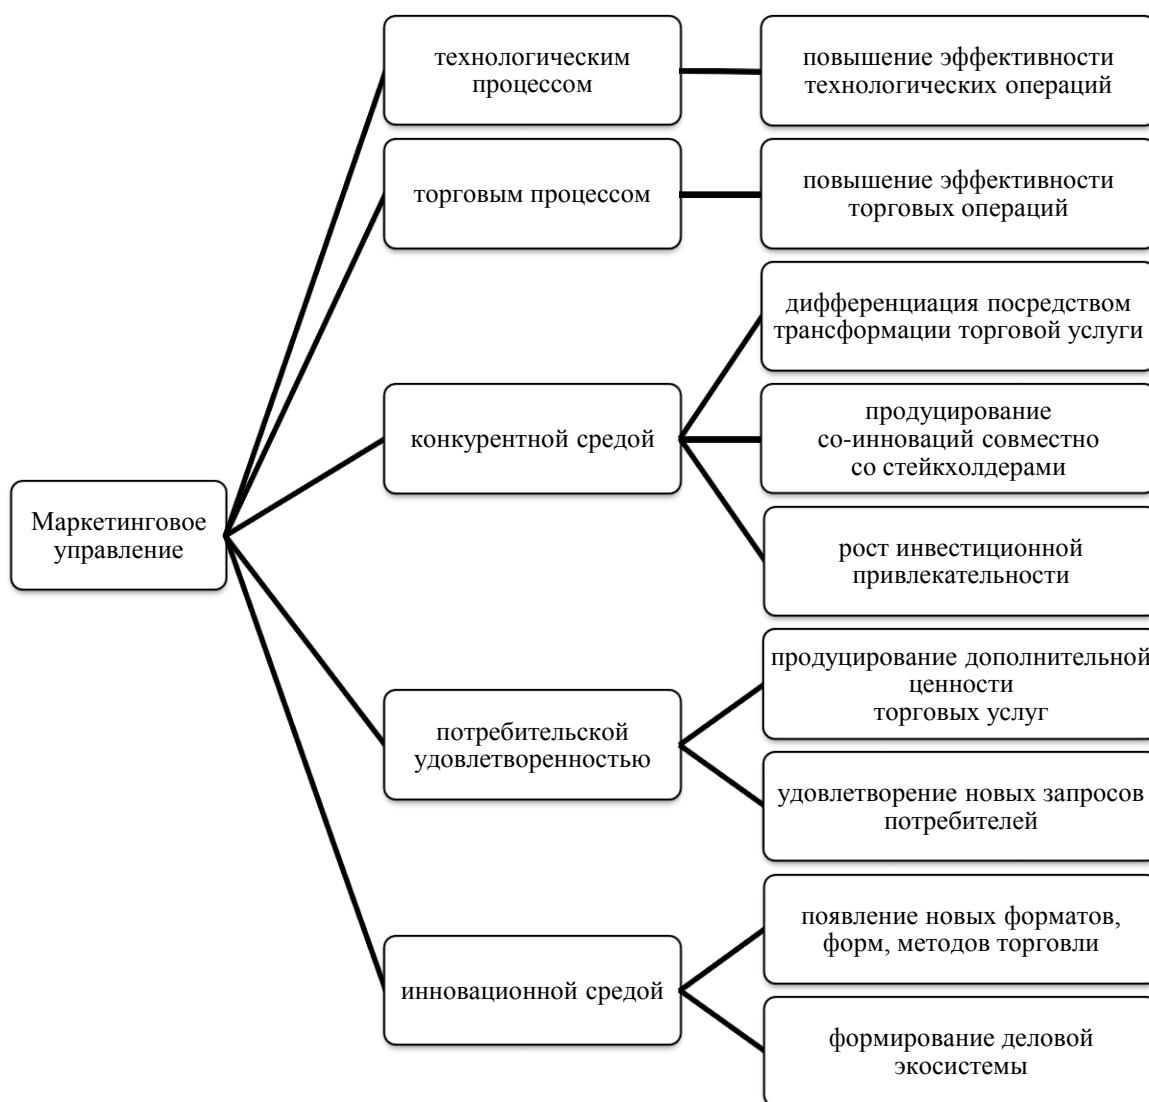 Маркетинговое
управление
технологическим
процессом
повышение эффективности
технологических операций
торговым процессом
повышение эффективности
торговых операций
конкурентной средой
дифференциация посредством
трансформации торговой услуги
продуцирование
со-инноваций совместно
со стейкхолдерами
рост инвестиционной
привлекательности
потребительской
удовлетворенностью
продуцирование дополнительной
ценности
торговых услуг
удовлетворение новых запросов
потребителей
инновационной средой
появление новых форматов,
форм, методов торговли
формирование деловой
экосистемы